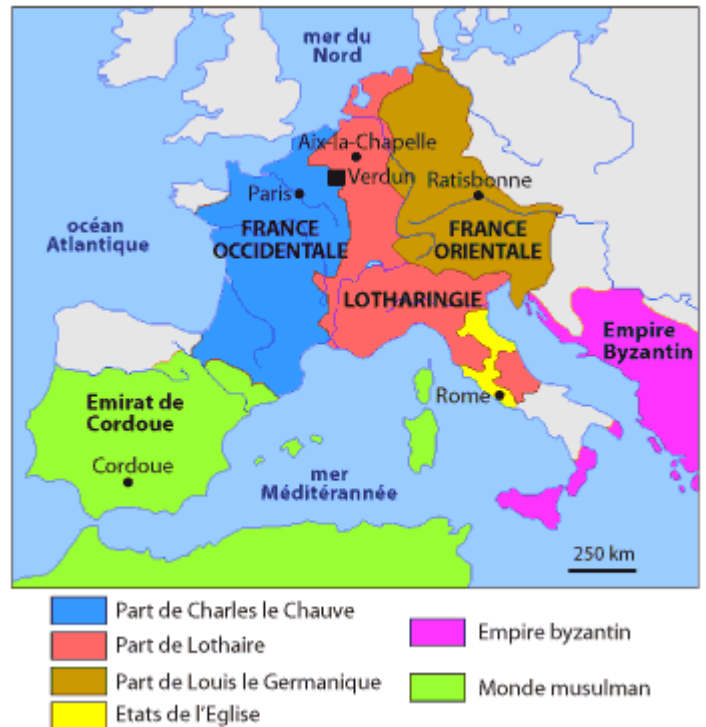 mer du
Nord
Aix-la-Chapelle
Verdun
Ratisbonne
Paris
océan
Atlantique
FRANCE
OCCIDENTALE
FRANCE
ORIENTALE
LOTHARINGIE
Empire
Byzantin
Emirat de
Cordoue
Rome
Cordoue
mer
Méditérannée
250 km
Part de Charles le Chauve
Part de Lothaire
Part de Louis le Germanique
Etats de l'Eglise
Empire byzantin
Monde musulman